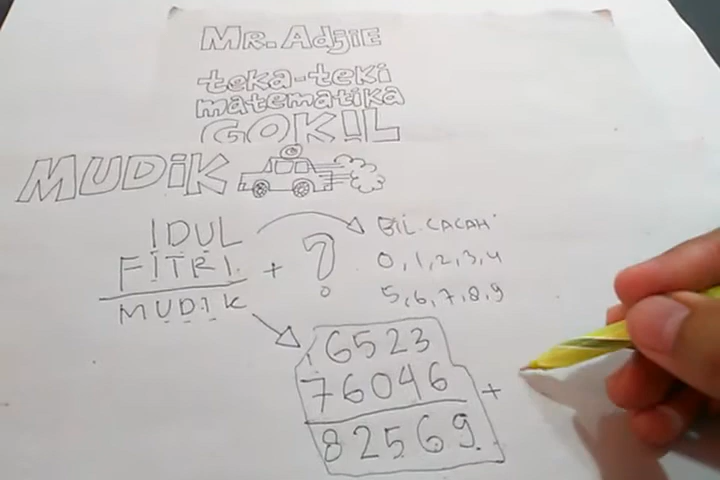 MR. AdjiE
teka-teki
matematika
GOKIL
MUDiK
IDUL
FITRI. + ?
MUDIK
BIL. CACAH
0,1,2,3,4
5,6,7,8,9
6523
76046 +
82569